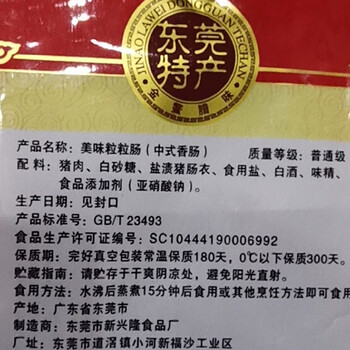 NAO LAWEI DONGGUAN TECHAN
东莞
特产
金鳌腊味
产品名称：美味粒粒肠（中式香肠） 质量等级：普通级
配 料：猪肉、白砂糖、盐渍猪肠衣、食用盐、白酒、味精、
食品添加剂（亚硝酸钠）。
生产日期：见封口
产品标准号：GB/T 23493
食品生产许可证编号：SC10444190006992
保质期：完好真空包装常温保质180天，0℃以下保质300天。
贮藏指南：请贮存于干爽阴凉处，避免阳光直射。
食用方法：水沸后蒸煮15分钟后食用或其他烹饪方法即可食用
产 地：广东省东莞市
制造商：东莞市新兴隆食品厂
厂 址：东莞市道滘镇小河新福沙工业区